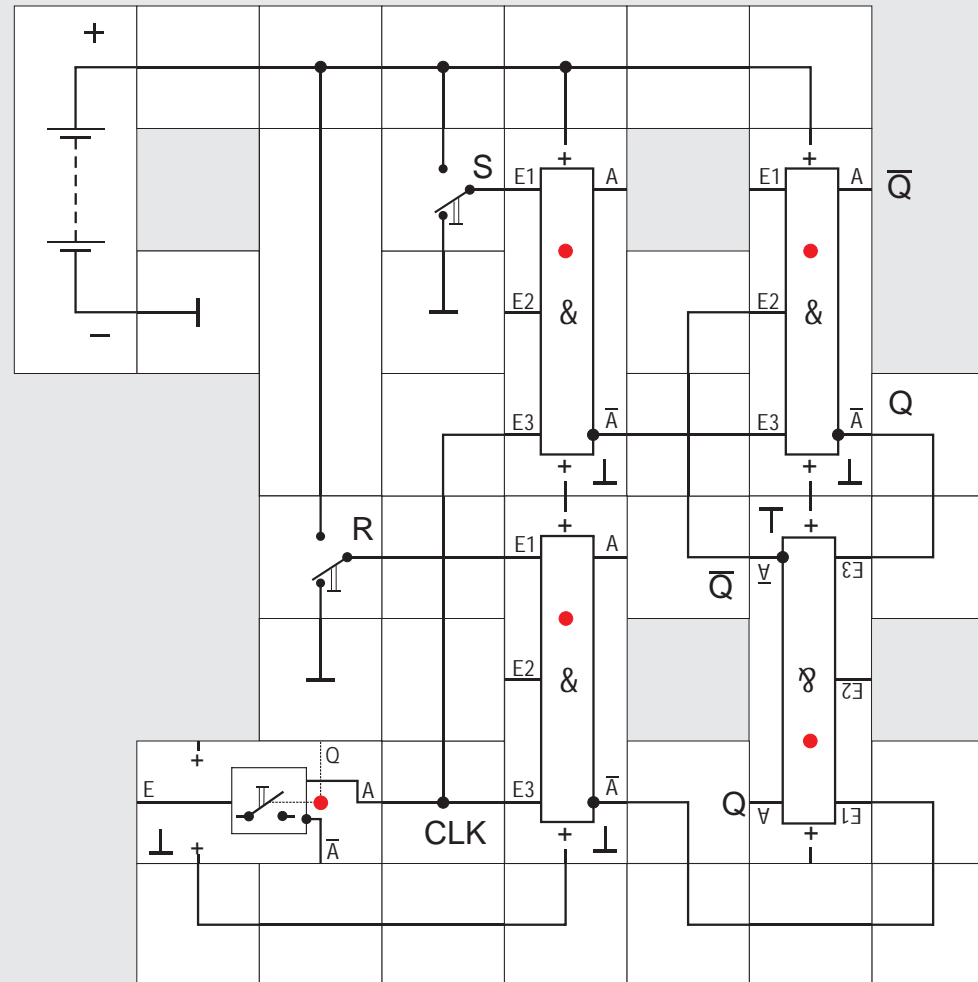 +
S
+
+
E1
A
E1
A
Q̅
E2
E2
&
&
−
Q
E3
A̅
E3
A̅
+
+
R
+
+
E1
A
Q̅
A̅
E3
E2
&
&
E2
+
Q
E
A
E3
A̅
Q
A
E1
CLK
+
A̅
+
+